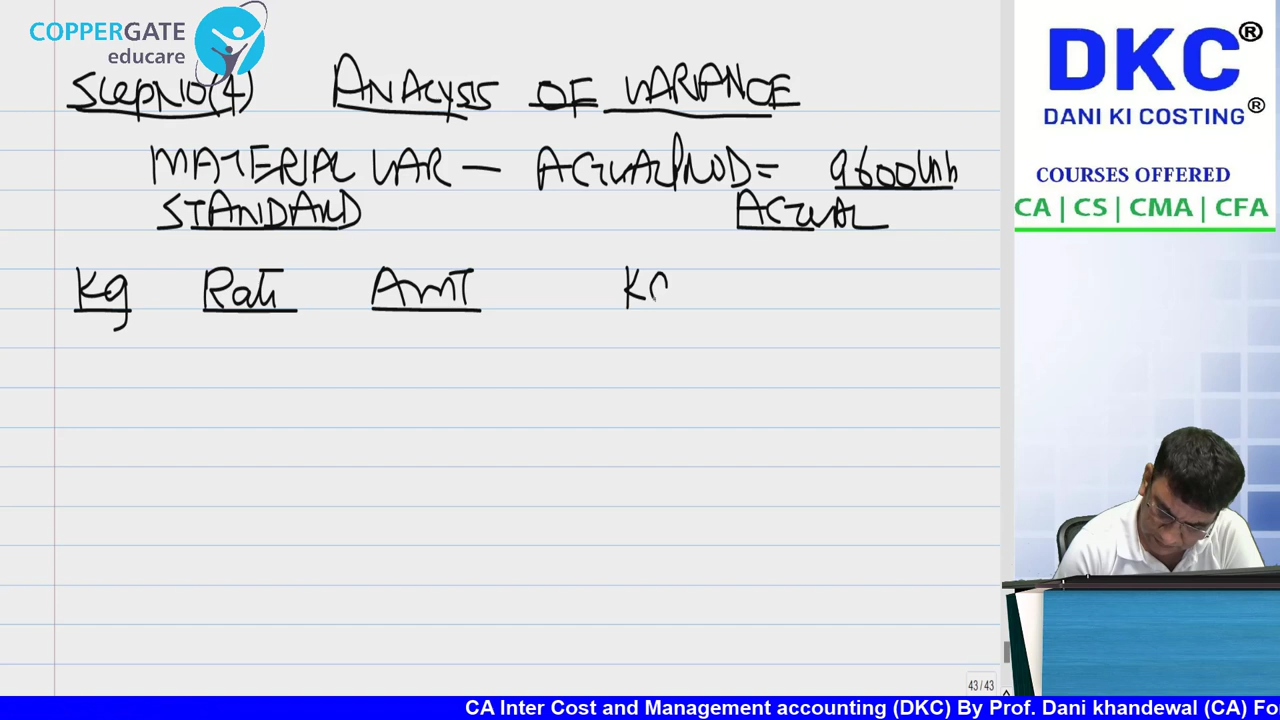 COPPERGATE
educare
Step No (4) ANALYSIS OF VARIANCE
MATERIAL VAR — ACTUAL PROD = 9600 Unb
STANDARD ACTUAL
Kg Rate AmT K
DKC®
DANI KI COSTING®
COURSES OFFERED
CA | CS | CMA | CFA
43/43
CA Inter Cost and Management accounting (DKC) By Prof. Dani khandewal (CA) Fo